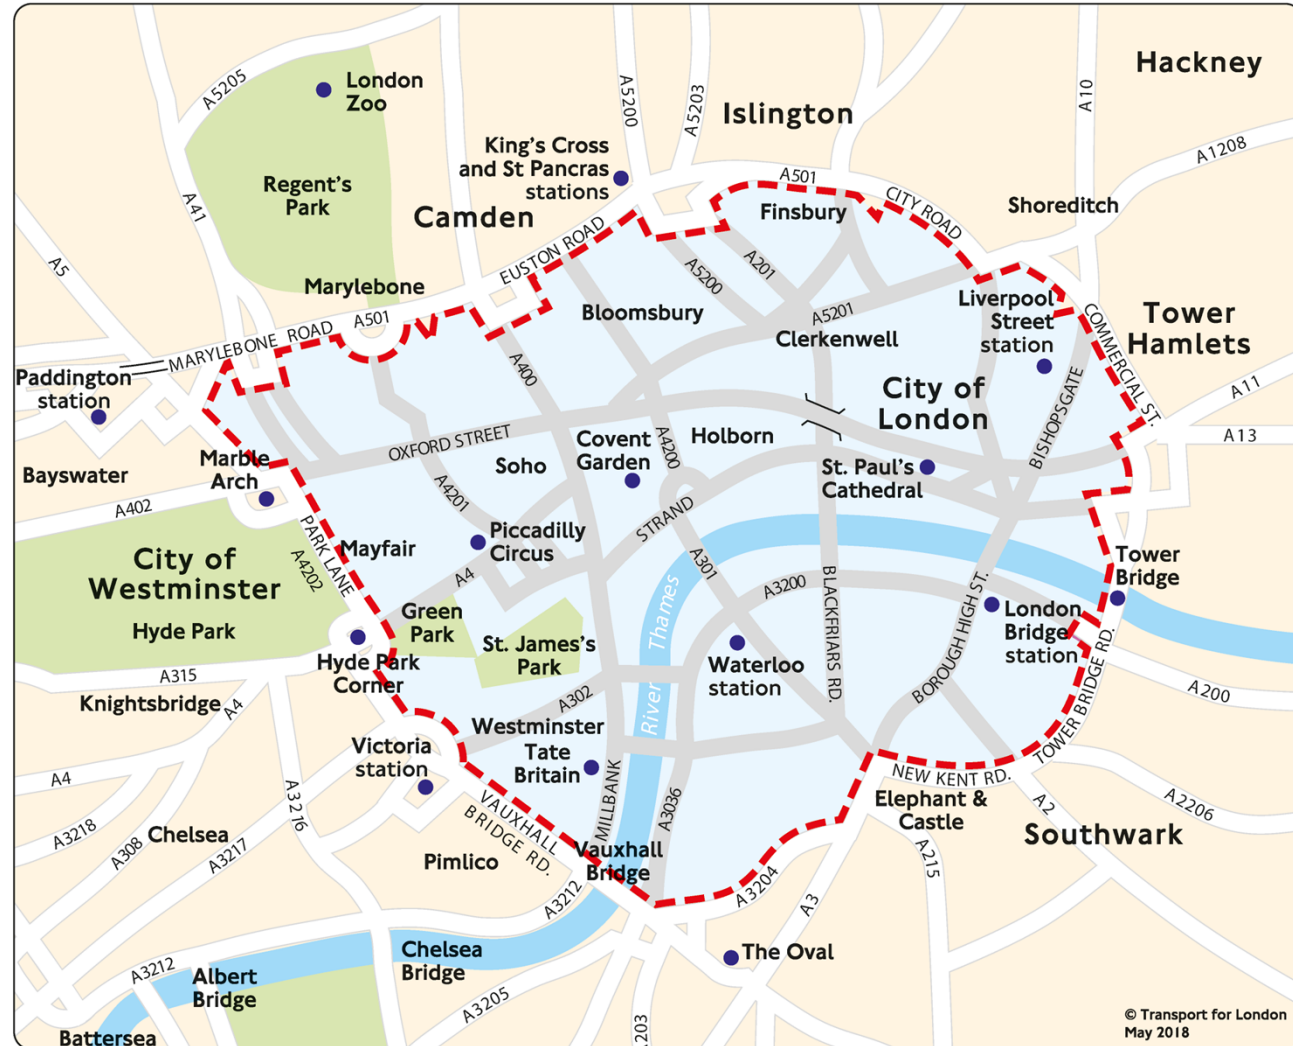 Hackney
A5205
London
Zoo
A5200
A5203
A10
Islington
King's Cross
and St Pancras
stations
A1208
A501
Regent's
Park
A41
Camden
Finsbury
CITY ROAD
Shoreditch
EUSTON ROAD
A5
A5200
A201
Marylebone
Liverpool
Street
station
Bloomsbury
A501
MARYLEBONE ROAD
A5201
Clerkenwell
COMMERCIAL ST.
Tower
Hamlets
Paddington
station
A400
City of
London
A11
BISHOPSGATE
A13
OXFORD STREET
Covent
Garden
A4200
Holborn
Marble
Arch
Soho
St. Paul's
Cathedral
Bayswater
A4201
A402
STRAND
PARK LANE
Piccadilly
Circus
Mayfair
City of
Westminster
A4202
A4
A301
A3200
Tower
Bridge
BLACKFRIARS RD.
BOROUGH HIGH ST.
Green
Park
London
Bridge
station
River Thames
Hyde Park
St. James's
Park
Hyde Park
Corner
Waterloo
station
A315
Knightsbridge
A4
A302
TOWER BRIDGE RD.
A200
Westminster
Tate
Britain
Victoria
station
A4
NEW KENT RD.
MILLBANK
A3036
A3216
VAUXHALL
BRIDGE RD.
Elephant &
Castle
A2
A2206
A3218
A308
Chelsea
A3217
Southwark
Pimlico
Vauxhall
Bridge
A215
A3212
A3204
A3
Chelsea
Bridge
The Oval
A3212
Albert
Bridge
A3205
203
© Transport for London
May 2018
Battersea